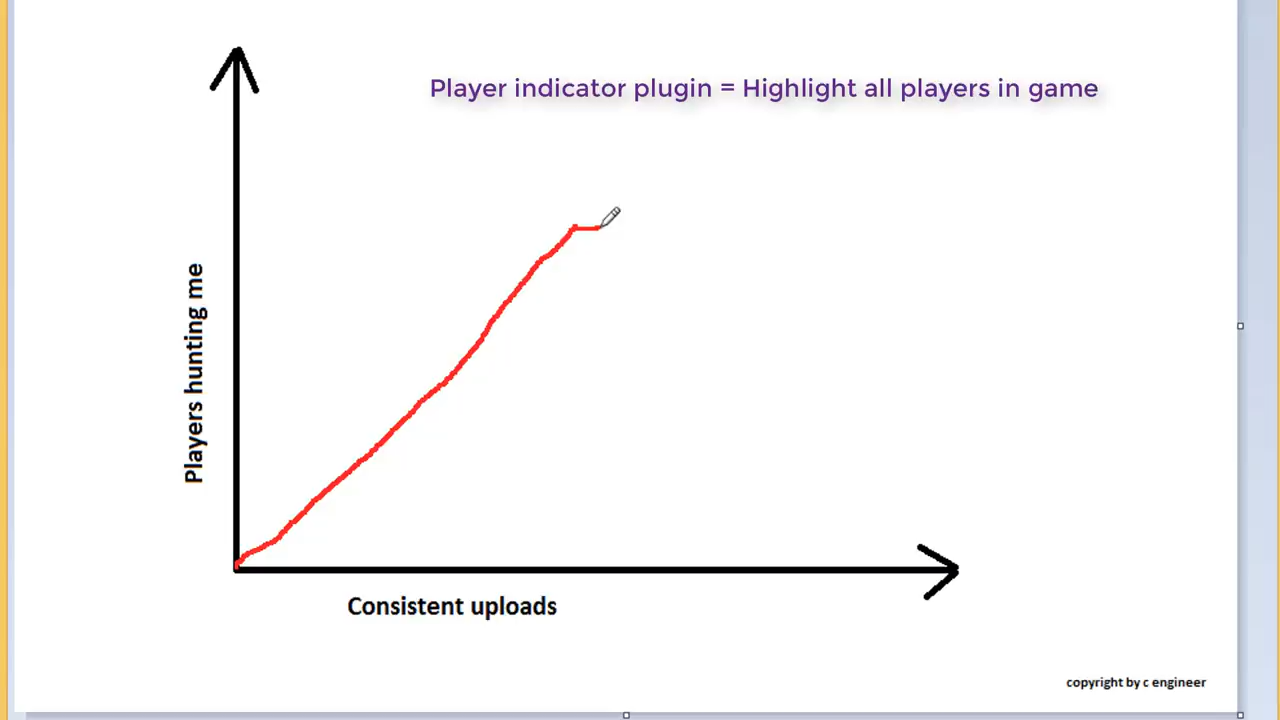 Player indicator plugin = Highlight all players in game
Players hunting me
Consistent uploads
copyright by c engineer